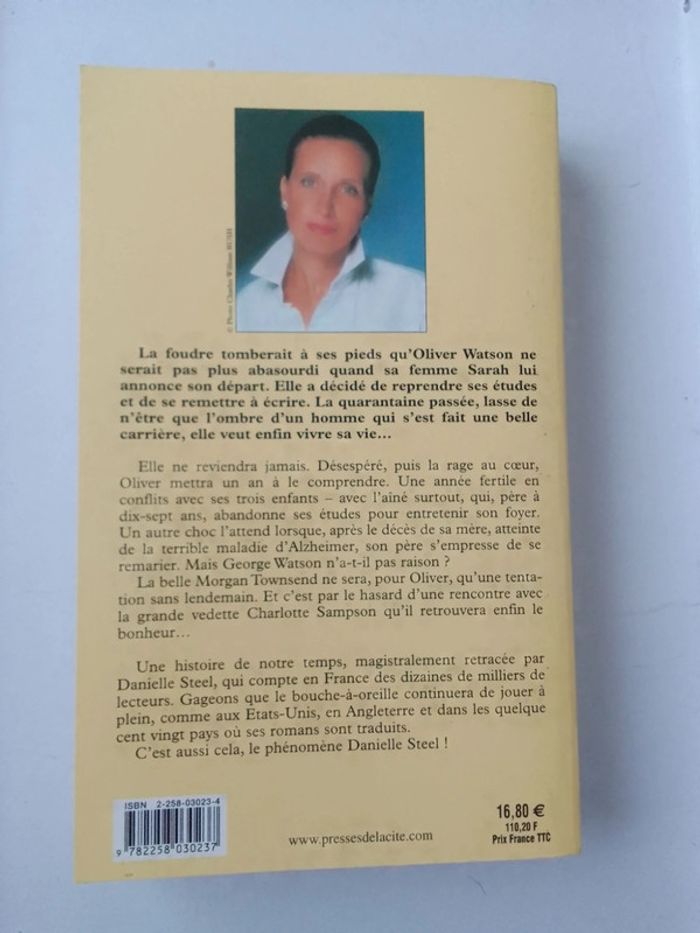 © Photo Charles William BUSH
La foudre tomberait à ses pieds qu'Oliver Watson ne
serait pas plus abasourdi quand sa femme Sarah lui
annonce son départ. Elle a décidé de reprendre ses études
et de se remettre à écrire. La quarantaine passée, lasse de
n'être que l'ombre d'un homme qui s'est fait une belle
carrière, elle veut enfin vivre sa vie...
Elle ne reviendra jamais. Désespéré, puis la rage au cœur,
Oliver mettra un an à le comprendre. Une année fertile en
conflits avec ses trois enfants – avec l'aîné surtout, qui, père à
dix-sept ans, abandonne ses études pour entretenir son foyer.
Un autre choc l'attend lorsque, après le décès de sa mère, atteinte
de la terrible maladie d'Alzheimer, son père s'empresse de se
remarier. Mais George Watson n'a-t-il pas raison ?
La belle Morgan Townsend ne sera, pour Oliver, qu'une tenta-
tion sans lendemain. Et c'est par le hasard d'une rencontre avec
la grande vedette Charlotte Sampson qu'il retrouvera enfin le
bonheur...
Une histoire de notre temps, magistralement retracée par
Danielle Steel, qui compte en France des dizaines de milliers de
lecteurs. Gageons que le bouche-à-oreille continuera de jouer à
plein, comme aux Etats-Unis, en Angleterre et dans les quelque
cent vingt pays où ses romans sont traduits.
C'est aussi cela, le phénomène Danielle Steel !
ISBN 2-258-03023-4
9 782258 030237
www.pressesdelacite.com
16,80 €
110,20 F
Prix France TTC